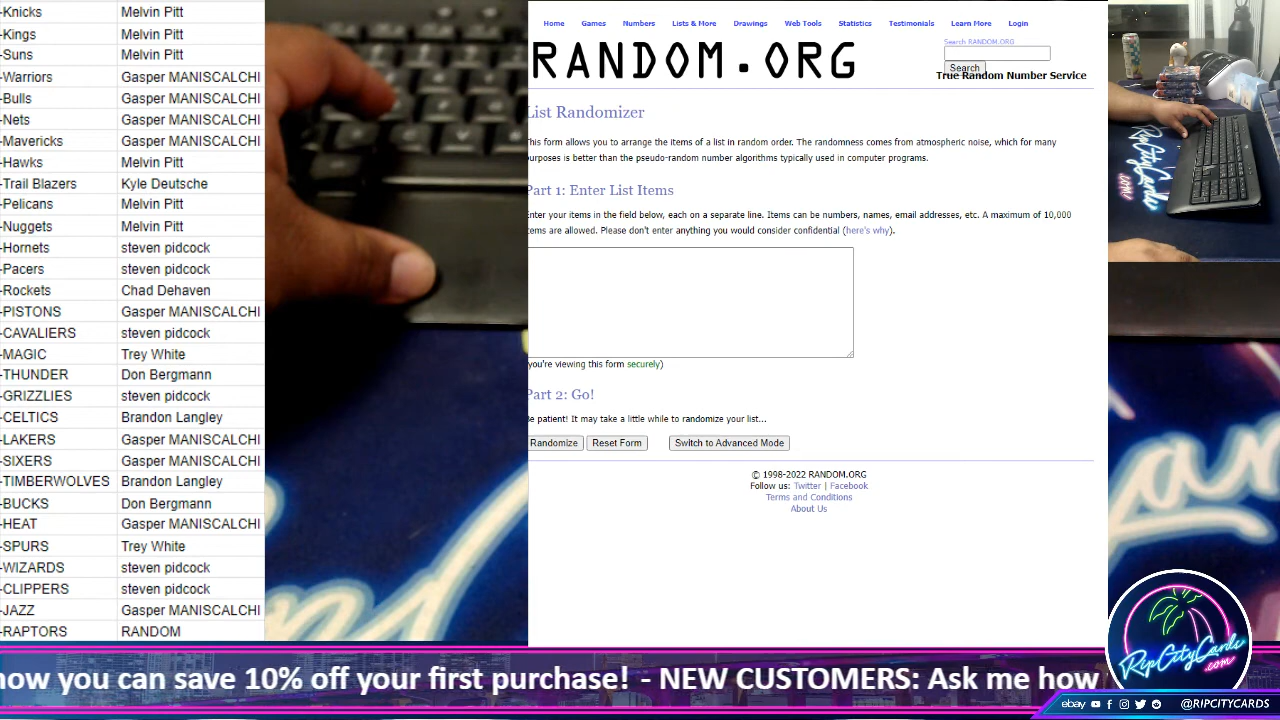 -Knicks Melvin Pitt
-Kings Melvin Pitt
-Suns Melvin Pitt
-Warriors Gasper MANISCALCHI
-Bulls Gasper MANISCALCHI
-Nets Gasper MANISCALCHI
-Mavericks Gasper MANISCALCHI
-Hawks Melvin Pitt
-Trail Blazers Kyle Deutsche
-Pelicans Melvin Pitt
-Nuggets Melvin Pitt
-Hornets steven pidcock
-Pacers steven pidcock
-Rockets Chad Dehaven
-PISTONS Gasper MANISCALCHI
-CAVALIERS steven pidcock
-MAGIC Trey White
-THUNDER Don Bergmann
-GRIZZLIES steven pidcock
-CELTICS Brandon Langley
-LAKERS Gasper MANISCALCHI
-SIXERS Gasper MANISCALCHI
-TIMBERWOLVES Brandon Langley
-BUCKS Don Bergmann
-HEAT Gasper MANISCALCHI
-SPURS Trey White
-WIZARDS steven pidcock
-CLIPPERS steven pidcock
-JAZZ Gasper MANISCALCHI
-RAPTORS RANDOM
Home Games Numbers Lists & More Drawings Web Tools Statistics Testimonials Learn More Login
RANDOM.ORG
Search RANDOM.ORG
Search
True Random Number Service
List Randomizer
This form allows you to arrange the items of a list in random order. The randomness comes from atmospheric noise, which for many
purposes is better than the pseudo-random number algorithms typically used in computer programs.
Part 1: Enter List Items
Enter your items in the field below, each on a separate line. Items can be numbers, names, email addresses, etc. A maximum of 10,000
items are allowed. Please don't enter anything you would consider confidential (here's why).
you're viewing this form securely)
Part 2: Go!
Be patient! It may take a little while to randomize your list...
Randomize Reset Form Switch to Advanced Mode
© 1998-2022 RANDOM.ORG
Follow us: Twitter | Facebook
Terms and Conditions
About Us
RipCityCards
.com
RipCityCards
.com
how you can save 10% off your first purchase! - NEW CUSTOMERS: Ask me how
ebay @RIPCITYCARDS